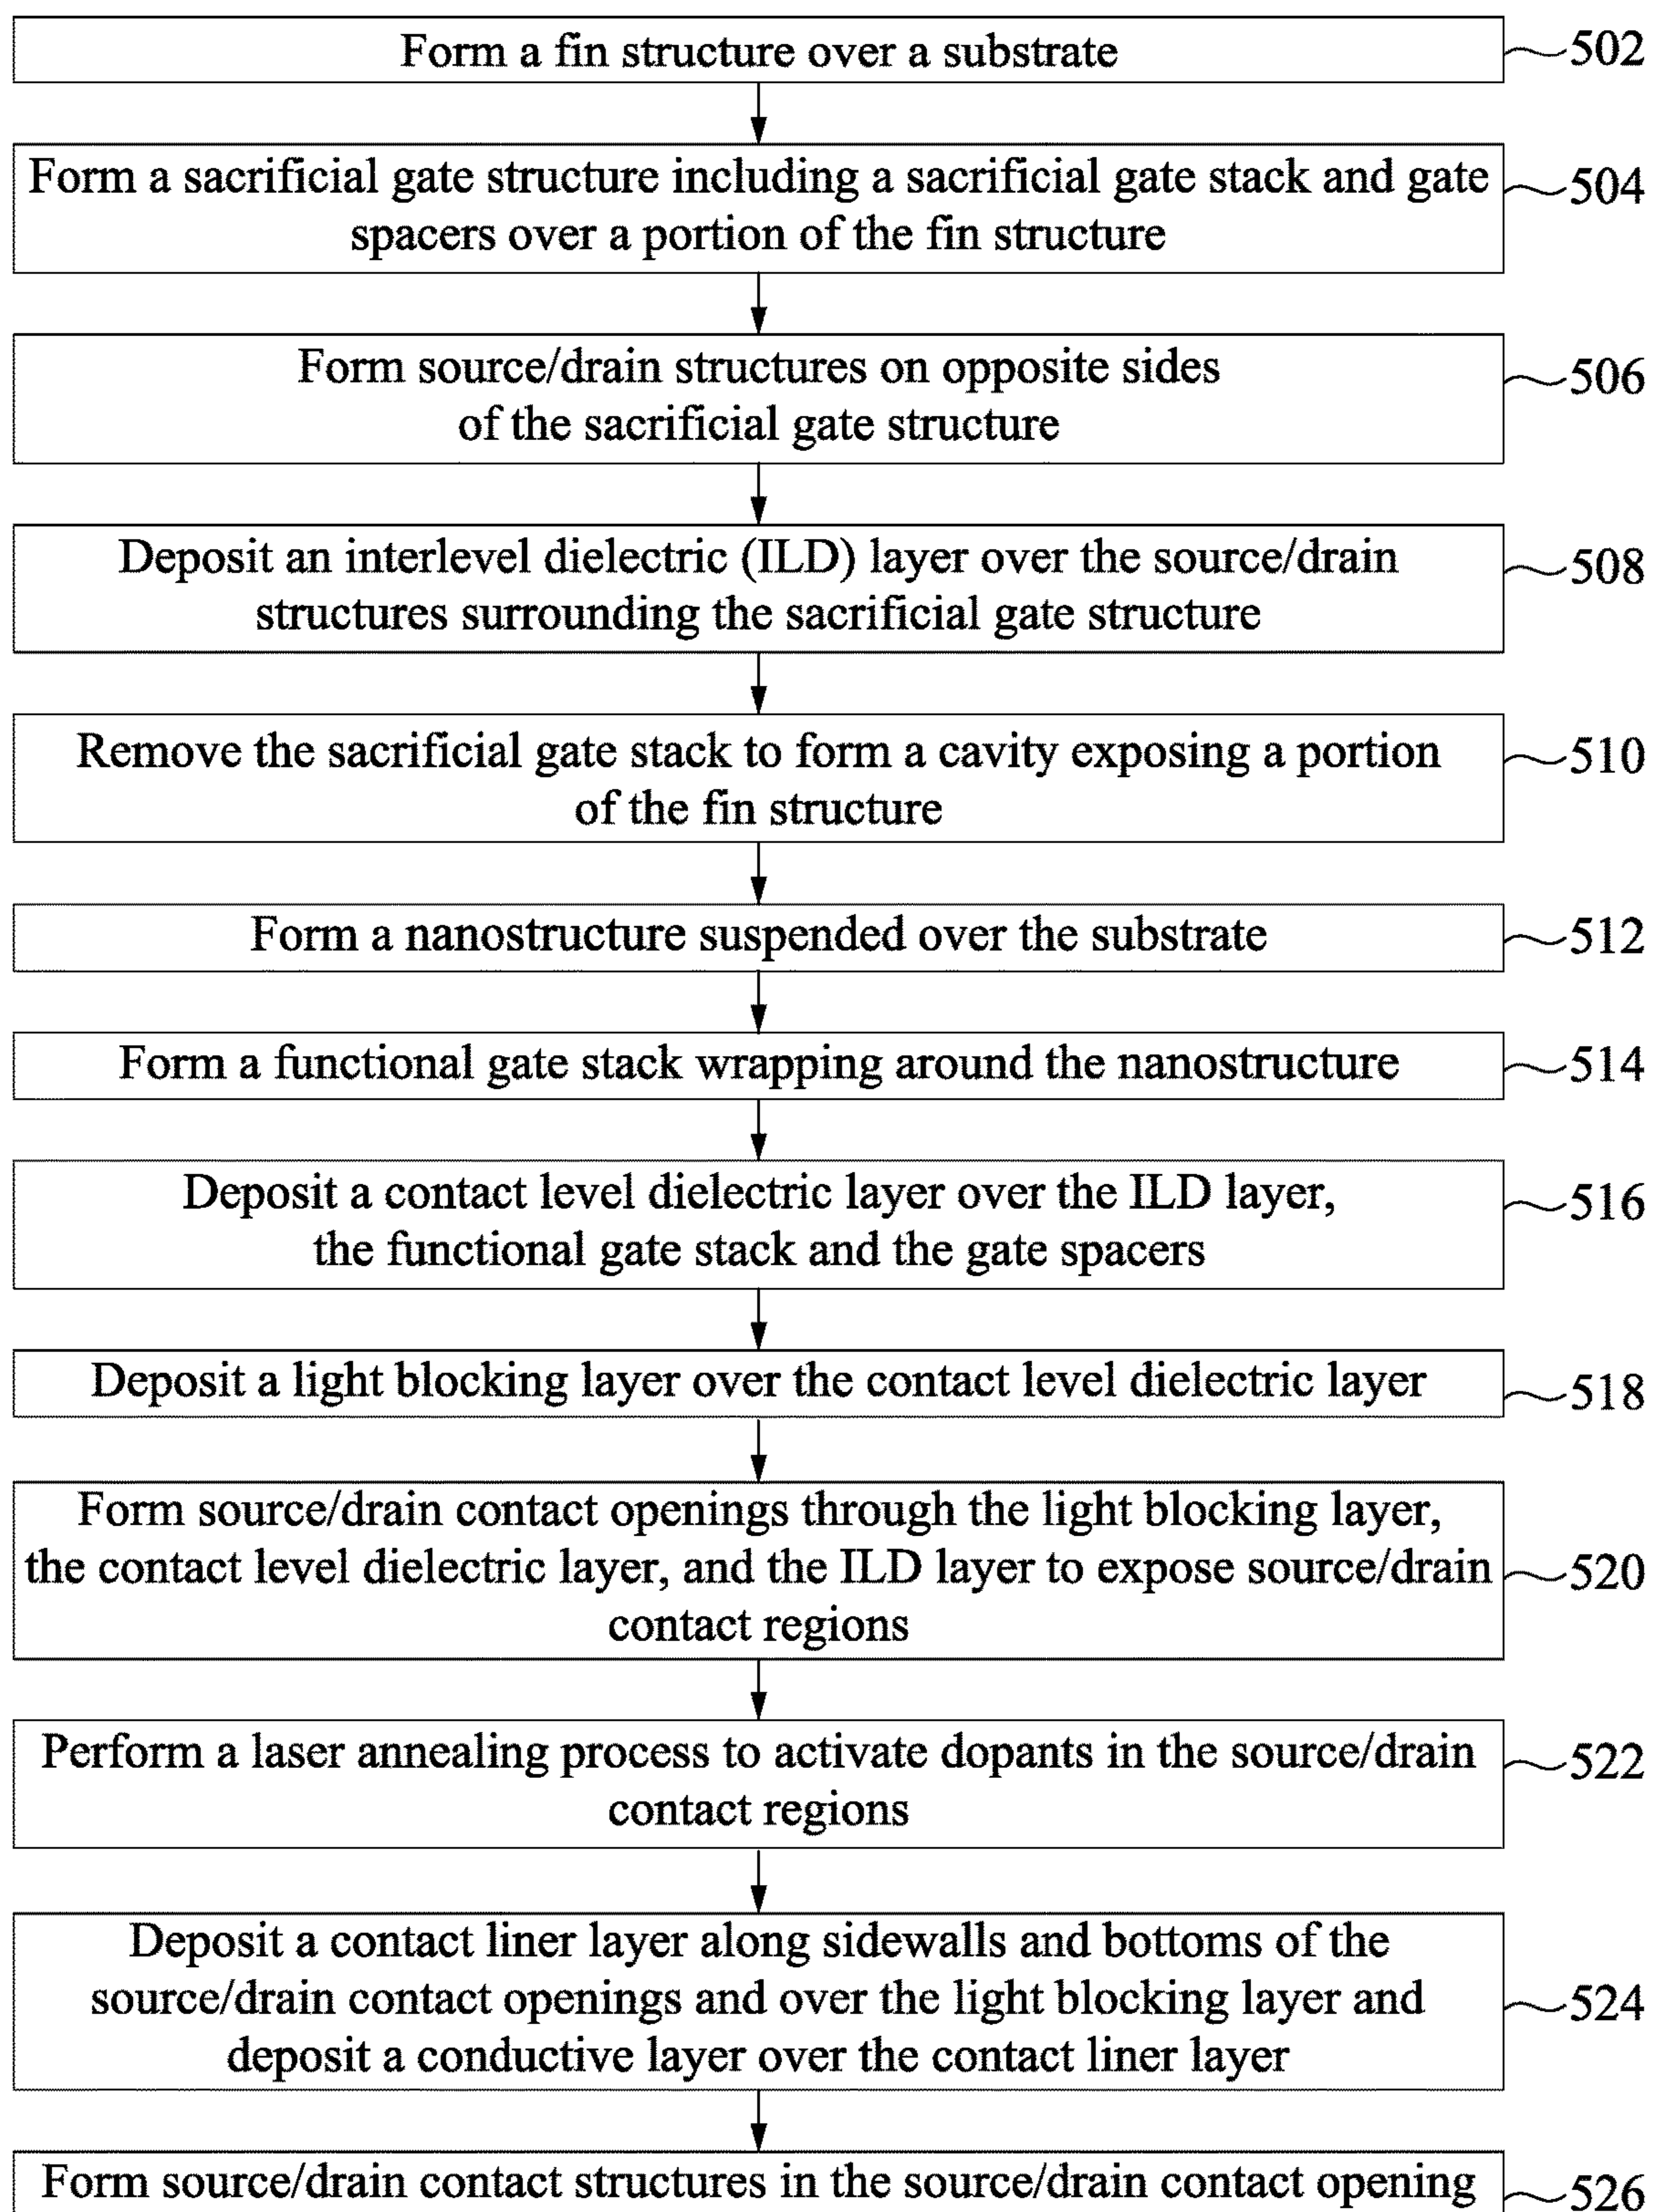 Form a fin structure over a substrate
502
Form a sacrificial gate structure including a sacrificial gate stack and gate
spacers over a portion of the fin structure
504
Form source/drain structures on opposite sides
of the sacrificial gate structure
506
Deposit an interlevel dielectric (ILD) layer over the source/drain
structures surrounding the sacrificial gate structure
508
Remove the sacrificial gate stack to form a cavity exposing a portion
of the fin structure
510
Form a nanostructure suspended over the substrate
512
Form a functional gate stack wrapping around the nanostructure
514
Deposit a contact level dielectric layer over the ILD layer,
the functional gate stack and the gate spacers
516
Deposit a light blocking layer over the contact level dielectric layer
518
Form source/drain contact openings through the light blocking layer,
the contact level dielectric layer, and the ILD layer to expose source/drain
contact regions
520
Perform a laser annealing process to activate dopants in the source/drain
contact regions
522
Deposit a contact liner layer along sidewalls and bottoms of the
source/drain contact openings and over the light blocking layer and
deposit a conductive layer over the contact liner layer
524
Form source/drain contact structures in the source/drain contact opening
526